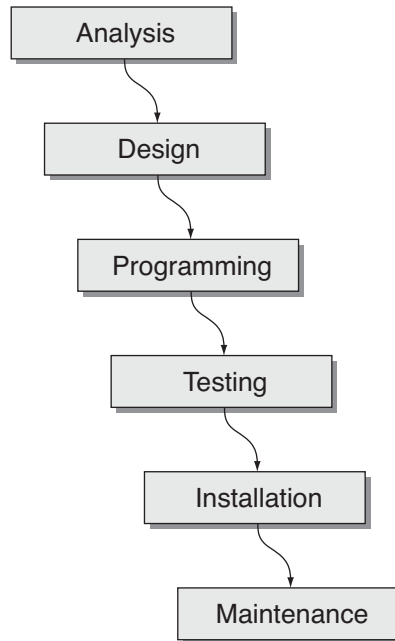 Analysis
Design
Programming
Testing
Installation
Maintenance